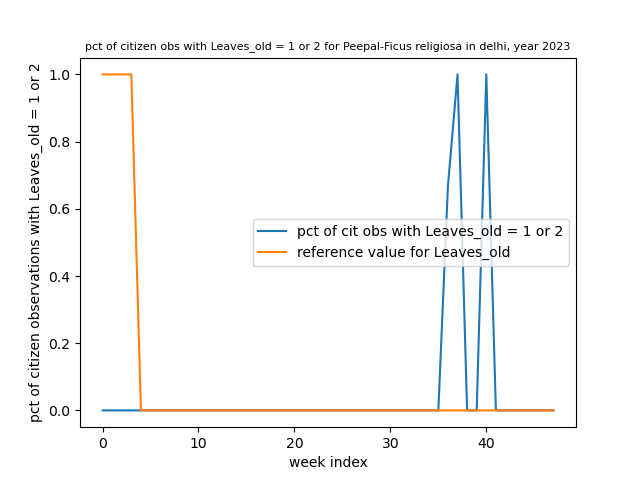 pct of citizen obs with Leaves_old = 1 or 2 for Peepal-Ficus religiosa in delhi, year 2023
pct of citizen observations with Leaves_old = 1 or 2
1.0
0.8
0.6
0.4
0.2
0.0
pct of cit obs with Leaves_old = 1 or 2
reference value for Leaves_old
0 10 20 30 40
week index